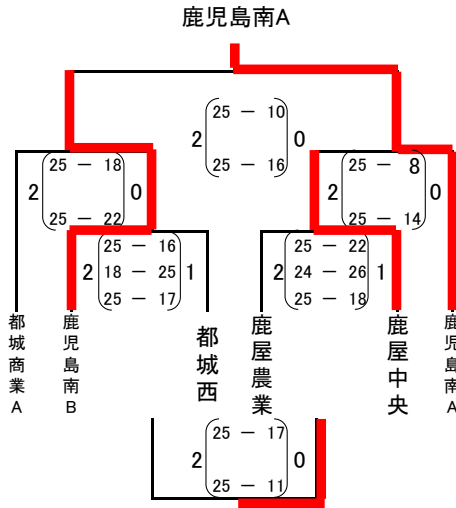 鹿児島南A
25 － 10
2 0
25 － 16
25 － 18
2 0
25 － 22
25 － 8
2 0
25 － 14
25 － 16
2 18 － 25 1
25 － 17
25 － 22
2 24 － 26 1
25 － 18
都城商業A
鹿児島南B
都城西
鹿屋農業
鹿屋中央
鹿児島南A
25 － 17
2 0
25 － 11